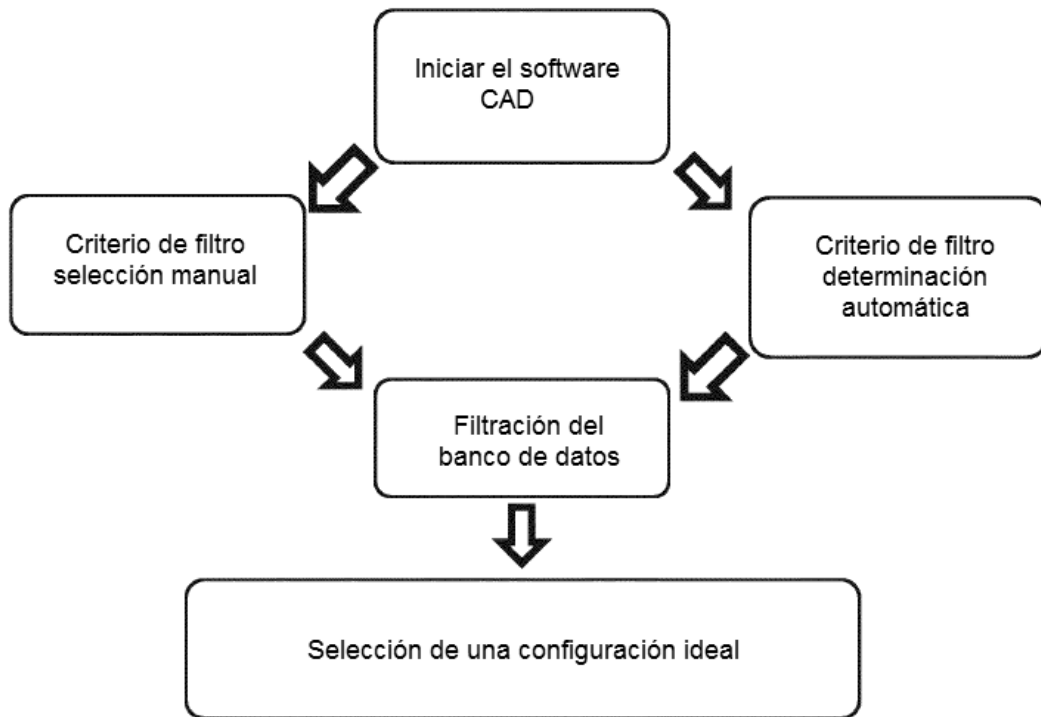 Iniciar el software
CAD
Criterio de filtro
selección manual
Criterio de filtro
determinación
automática
Filtración del
banco de datos
Selección de una configuración ideal